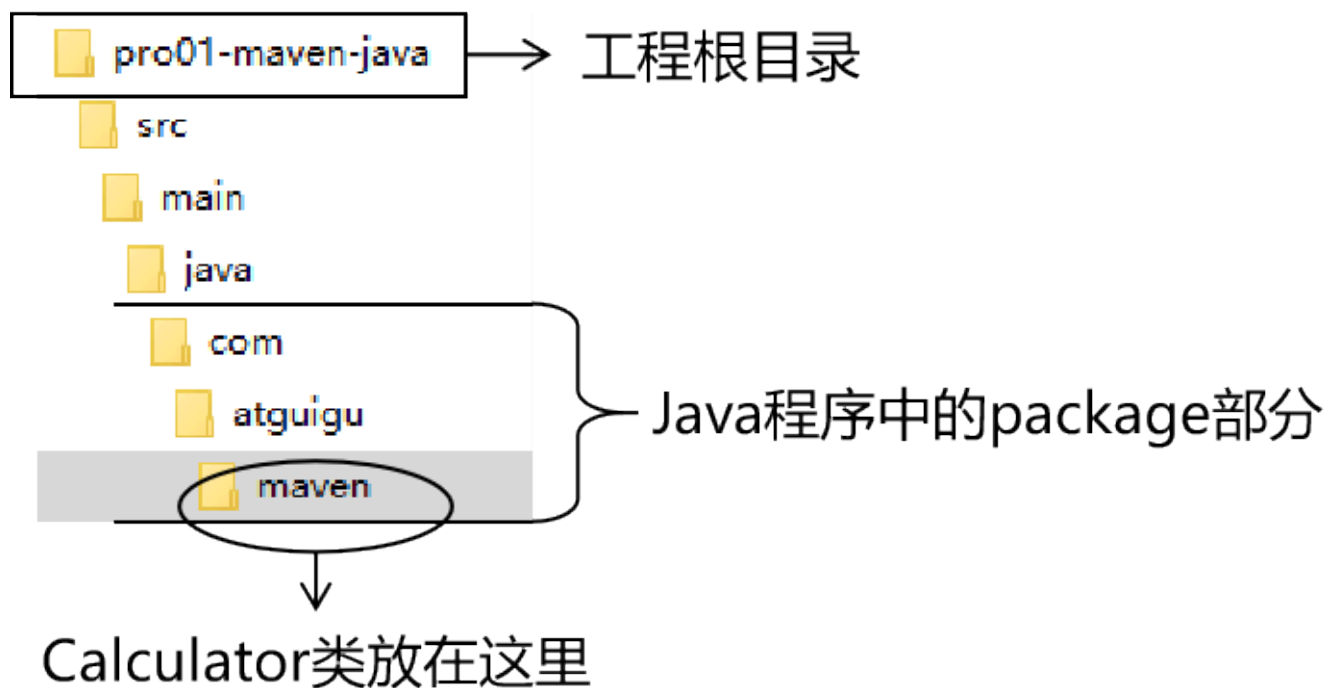 pro01-maven-java
工程根目录
src
main
java
com
atguigu
Java程序中的package部分
maven
Calculator类放在这里